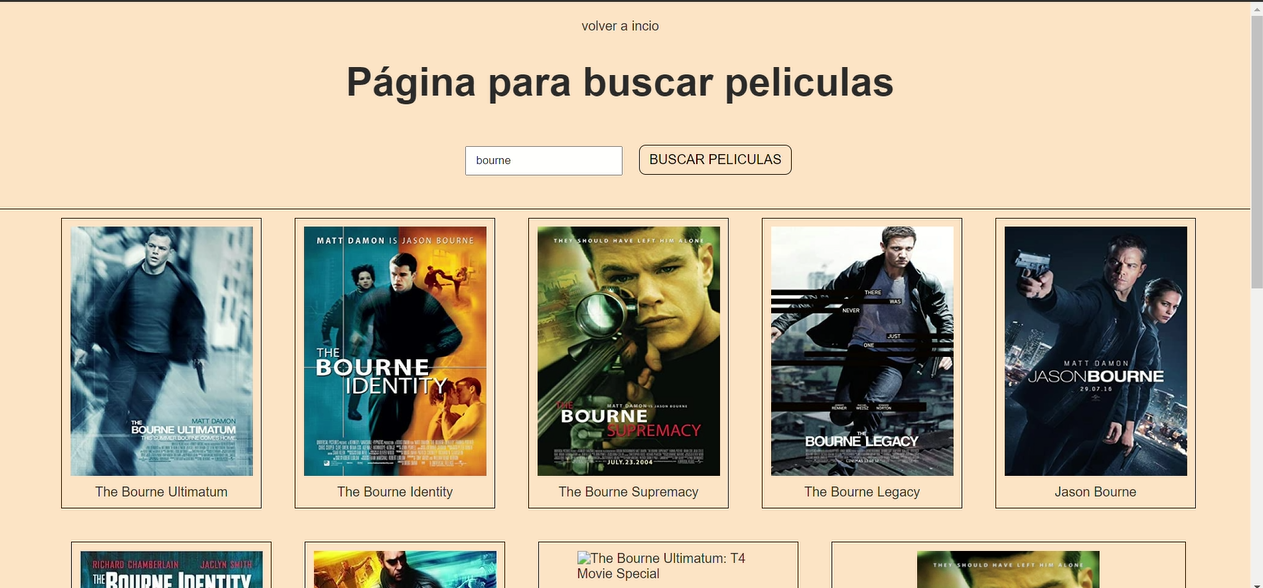 volver a incio
Página para buscar peliculas
bourne
BUSCAR PELICULAS
MATT DAMON
THE
BOURNE ULTIMATUM
THIS SUMMER BOURNE COMES HOME
The Bourne Ultimatum
MATT DAMON IS JASON BOURNE
THE
BOURNE
IDENTITY
The Bourne Identity
THEY SHOULD HAVE LEFT HIM ALONE
MATT DAMON IS JASON BOURNE
THE
BOURNE
SUPREMACY
JULY.23.2004
The Bourne Supremacy
THERE
WAS
NEVER
JUST
ONE
THE
BOURNE LEGACY
The Bourne Legacy
MATT DAMON
JASON BOURNE
29.07.16
Jason Bourne
RICHARD CHAMBERLAIN JACLYN SMITH
THE
BOURNE IDENTITY
The Bourne Ultimatum: T4
Movie Special
THEY SHOULD HAVE LEFT HIM ALONE